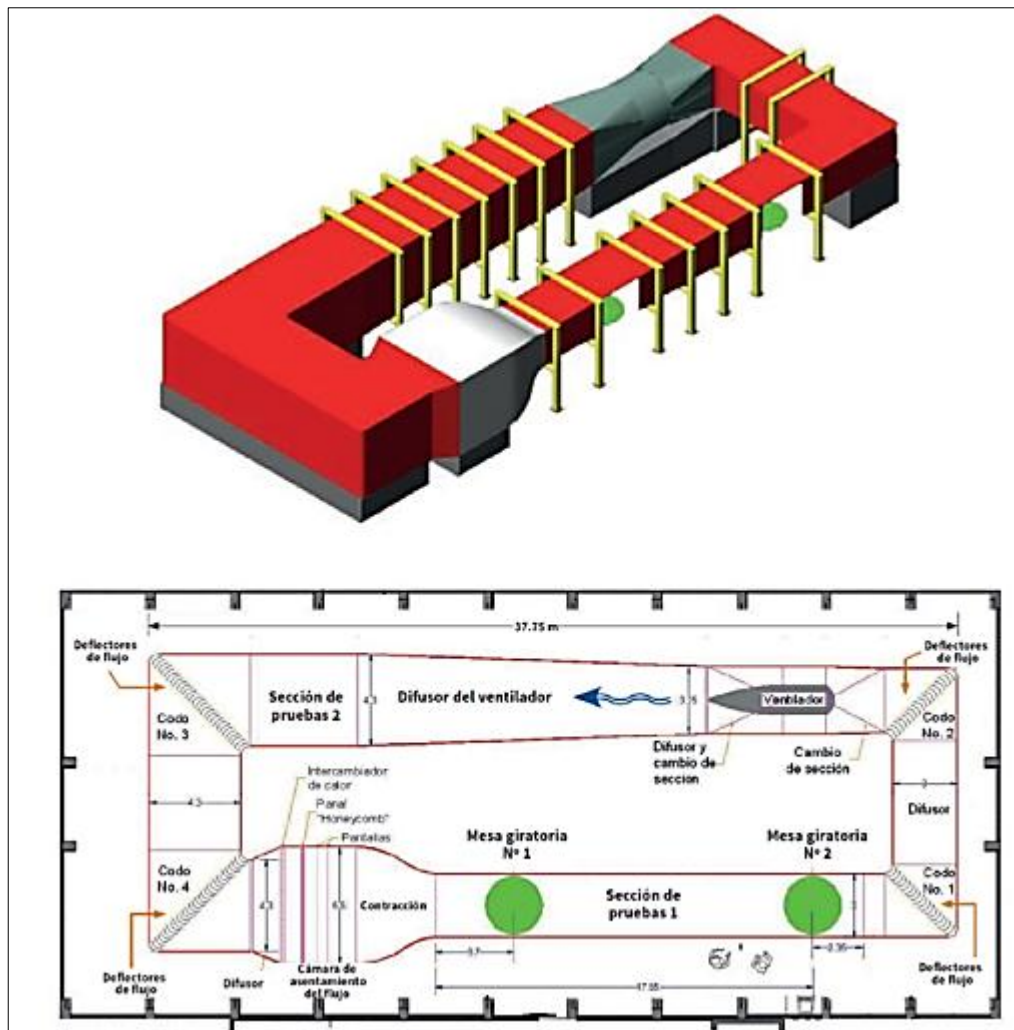 37.75 m
Deflectores
de flujo
Deflectores
de flujo
Sección de
pruebas 2
4.3
Difusor del ventilador
3.75
Ventilador
Codo
No. 3
Codo
No. 2
Difusor y
cambio de
seccion
Cambio
de sección
Intercambiador
de calor
Panal
"Honeycomb"
Pantallas
4.3
3
Difusor
Mesa giratoria
Nº 1
Mesa giratoria
Nº 2
Codo
No. 4
4.3
Contracción
Sección de
pruebas 1
Codo
No. 1
Deflectores
de flujo
Difusor
Cámara de
asentamiento
del flujo
Deflectores
de flujo